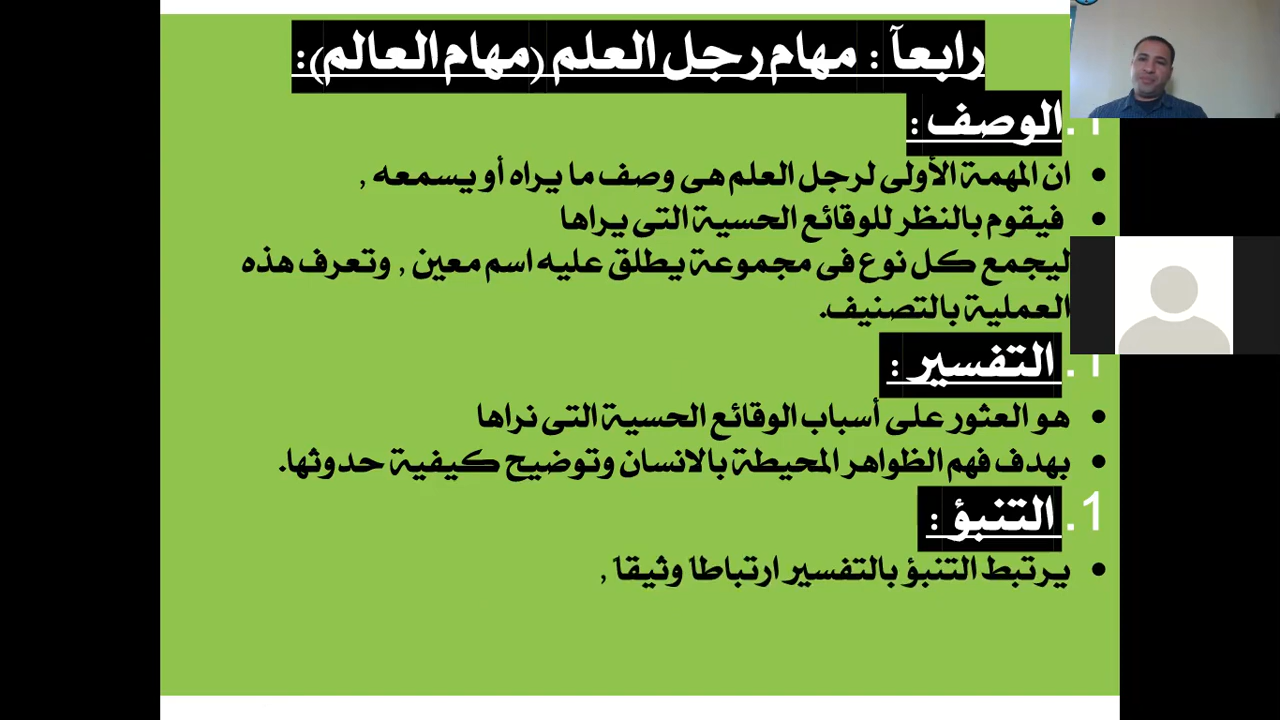 رابعآ : مهام رجل العلم (مهام العالم):
1. الوصف :
• ان المهمة الأولى لرجل العلم هى وصف ما يراه أو يسمعه ,
• فيقوم بالنظر للوقائع الحسية التى يراها
ليجمع كل نوع فى مجموعة يطلق عليه اسم معين , وتعرف هذه
العملية بالتصنيف.
1. التفسير :
• هو العثور على أسباب الوقائع الحسية التى نراها
• بهدف فهم الظواهر المحيطة بالانسان وتوضيح كيفية حدوثها.
1. التنبؤ :
• يرتبط التنبؤ بالتفسير ارتباطا وثيقا ,